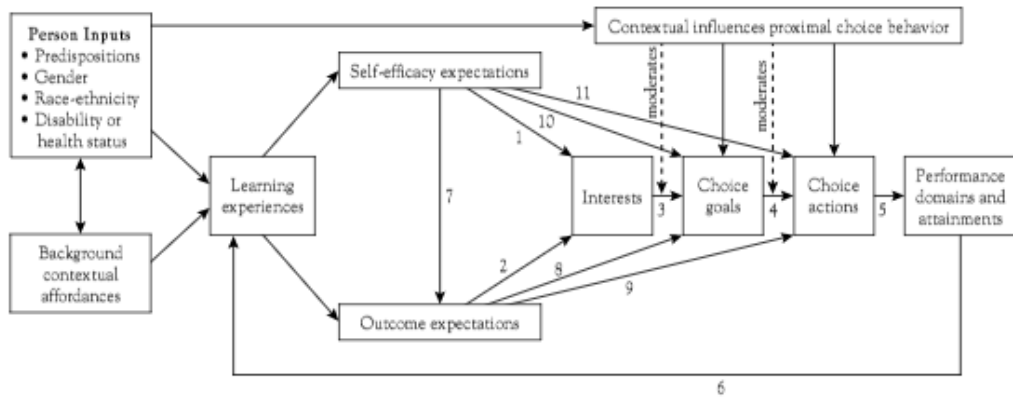 Person Inputs
• Predispositions
• Gender
• Race-ethnicity
• Disability or
health status
Contextual influences proximal choice behavior
Self-efficacy expectations
moderates
moderates
11
10
1
Learning
experiences
7
Interests
3
Choice
goals
4
Choice
actions
5
Performance
domains and
attainments
Background
contextual
affordances
2
8
9
Outcome expectations
6